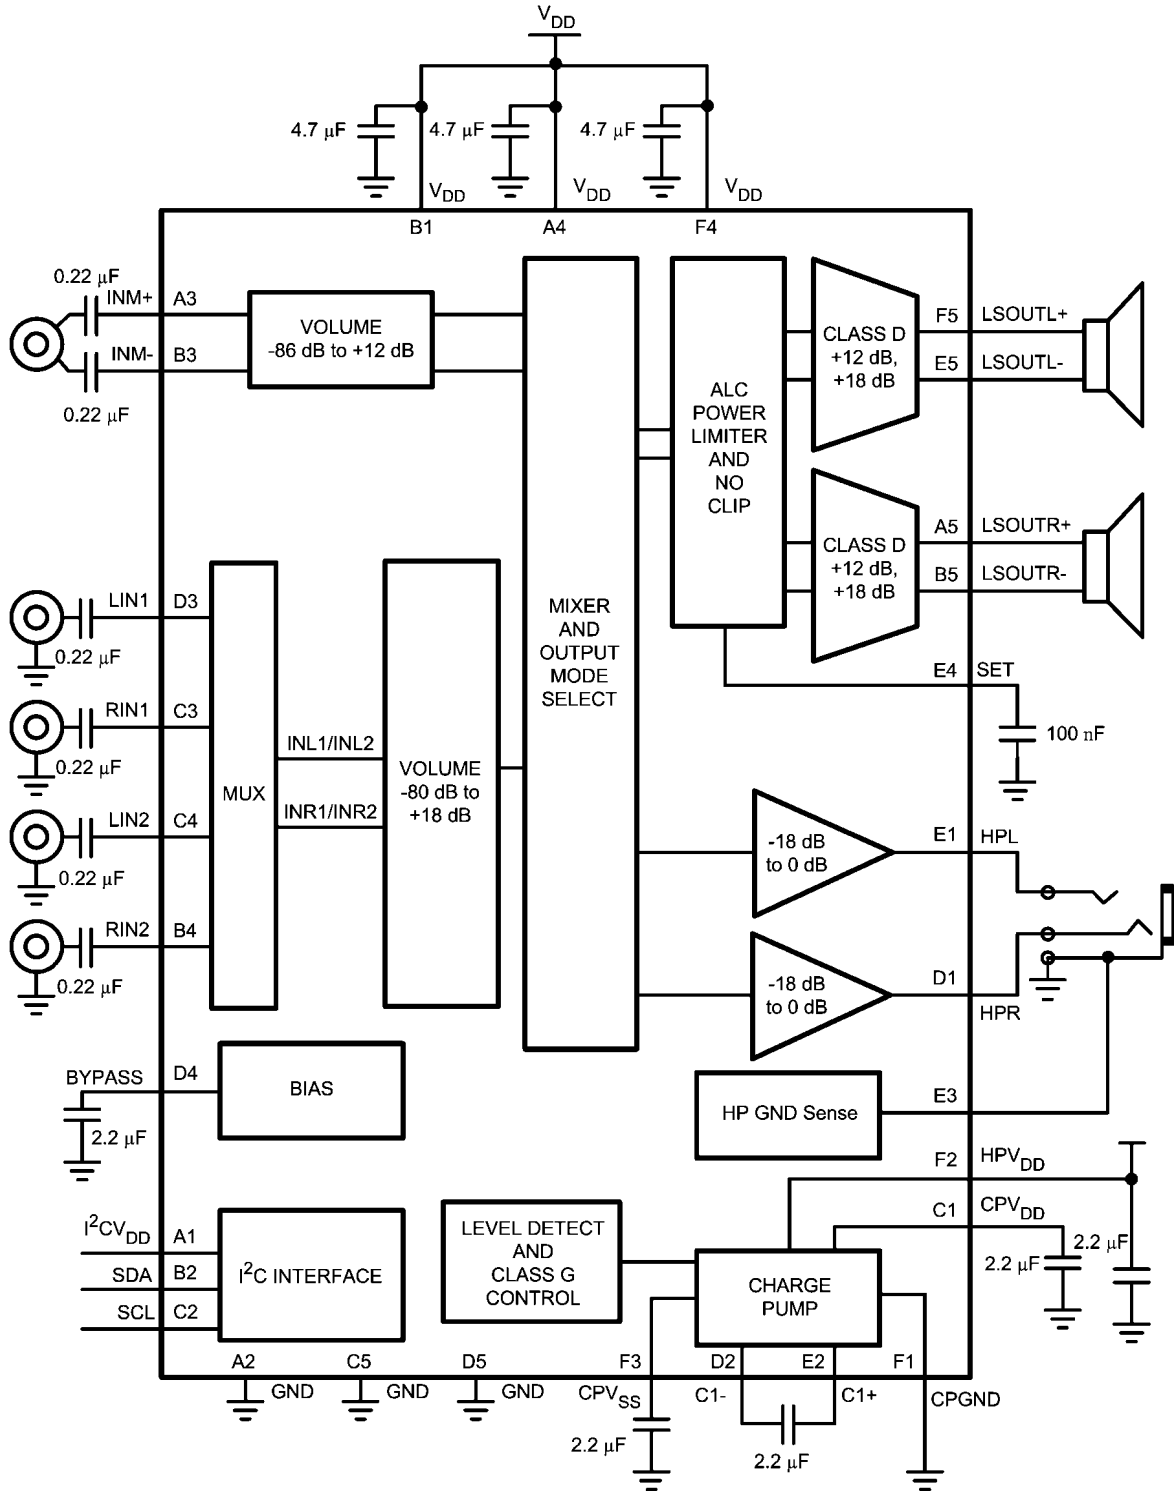 VDD
4.7 μF
4.7 μF
4.7 μF
VDD
VDD
VDD
B1
A4
F4
0.22 μF
INM+
A3
INM-
B3
0.22 μF
VOLUME
-86 dB to +12 dB
ALC
POWER
LIMITER
AND
NO
CLIP
CLASS D
+12 dB,
+18 dB
F5
LSOUTL+
E5
LSOUTL-
CLASS D
+12 dB,
+18 dB
A5
LSOUTR+
B5
LSOUTR-
E4
SET
100 nF
MIXER
AND
OUTPUT
MODE
SELECT
LIN1
D3
0.22 μF
RIN1
C3
0.22 μF
LIN2
C4
0.22 μF
RIN2
B4
0.22 μF
MUX
INL1/INL2
INR1/INR2
VOLUME
-80 dB to
+18 dB
-18 dB
to 0 dB
E1
HPL
-18 dB
to 0 dB
D1
HPR
BYPASS
D4
2.2 μF
BIAS
HP GND Sense
E3
F2
HPVDD
C1
CPVDD
2.2 μF
2.2 μF
I²CVDD
A1
SDA
B2
SCL
C2
I²C INTERFACE
LEVEL DETECT
AND
CLASS G
CONTROL
CHARGE
PUMP
A2
GND
C5
GND
D5
GND
F3
CPVSS
2.2 μF
D2
C1-
E2
C1+
2.2 μF
F1
CPGND